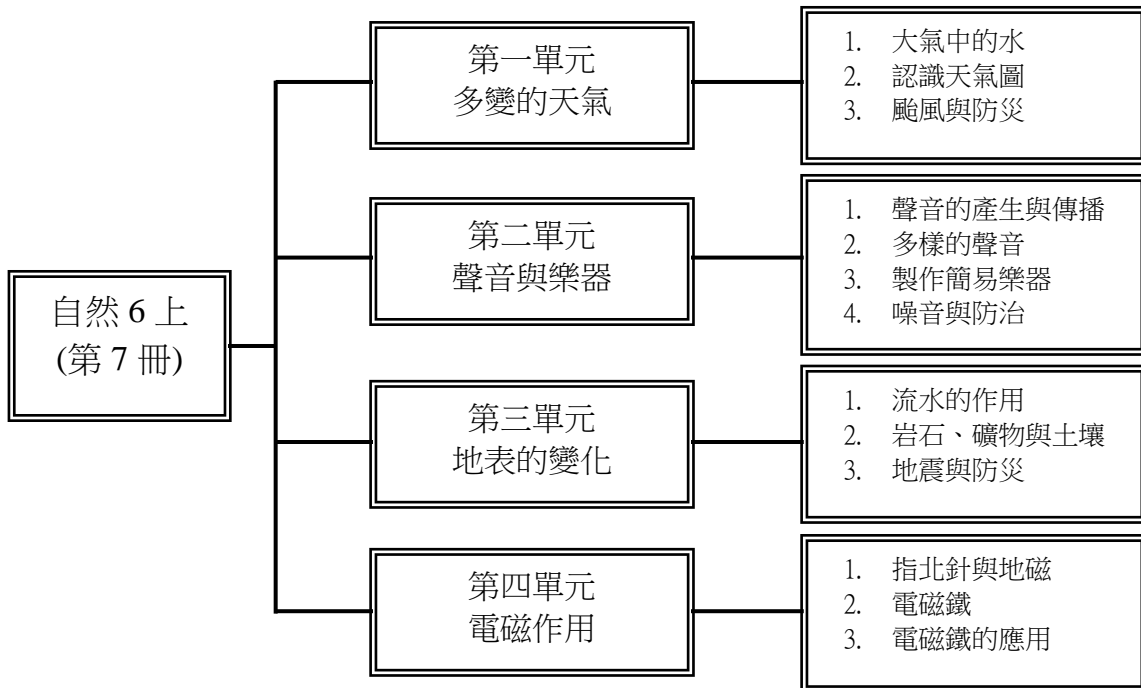 自然 6 上
(第 7 冊)
第一單元
多變的天氣
1. 大氣中的水
2. 認識天氣圖
3. 颱風與防災
第二單元
聲音與樂器
1. 聲音的產生與傳播
2. 多樣的聲音
3. 製作簡易樂器
4. 噪音與防治
第三單元
地表的變化
1. 流水的作用
2. 岩石、礦物與土壤
3. 地震與防災
第四單元
電磁作用
1. 指北針與地磁
2. 電磁鐵
3. 電磁鐵的應用